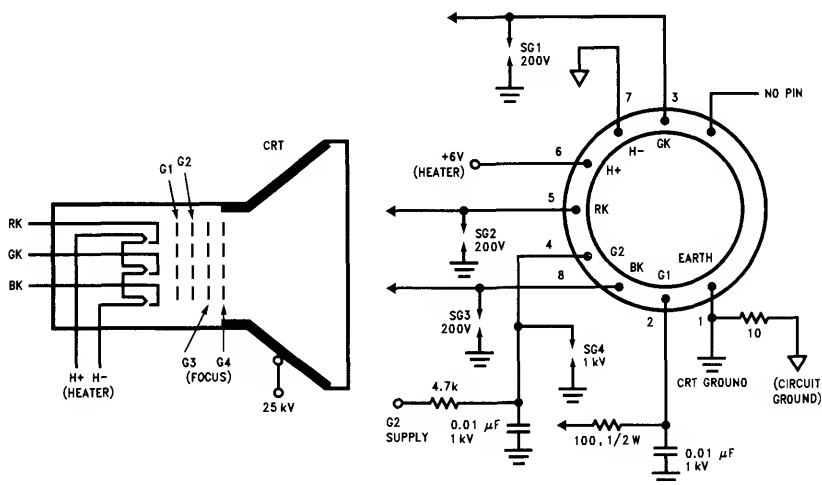 G1
G2
CRT
RK
GK
BK
H+ H-
(HEATER)
G3
(FOCUS)
G4
25 kV
SG1
200V
7
3
NO PIN
+6V
(HEATER)
6
H-
GK
H+
5
RK
SG2
200V
4
G2
BK
G1
EARTH
8
SG3
200V
2
1
10
SG4
1 kV
CRT GROUND
(CIRCUIT
GROUND)
4.7k
G2
SUPPLY
0.01 µF
1 kV
100, 1/2 W
0.01 µF
1 kV